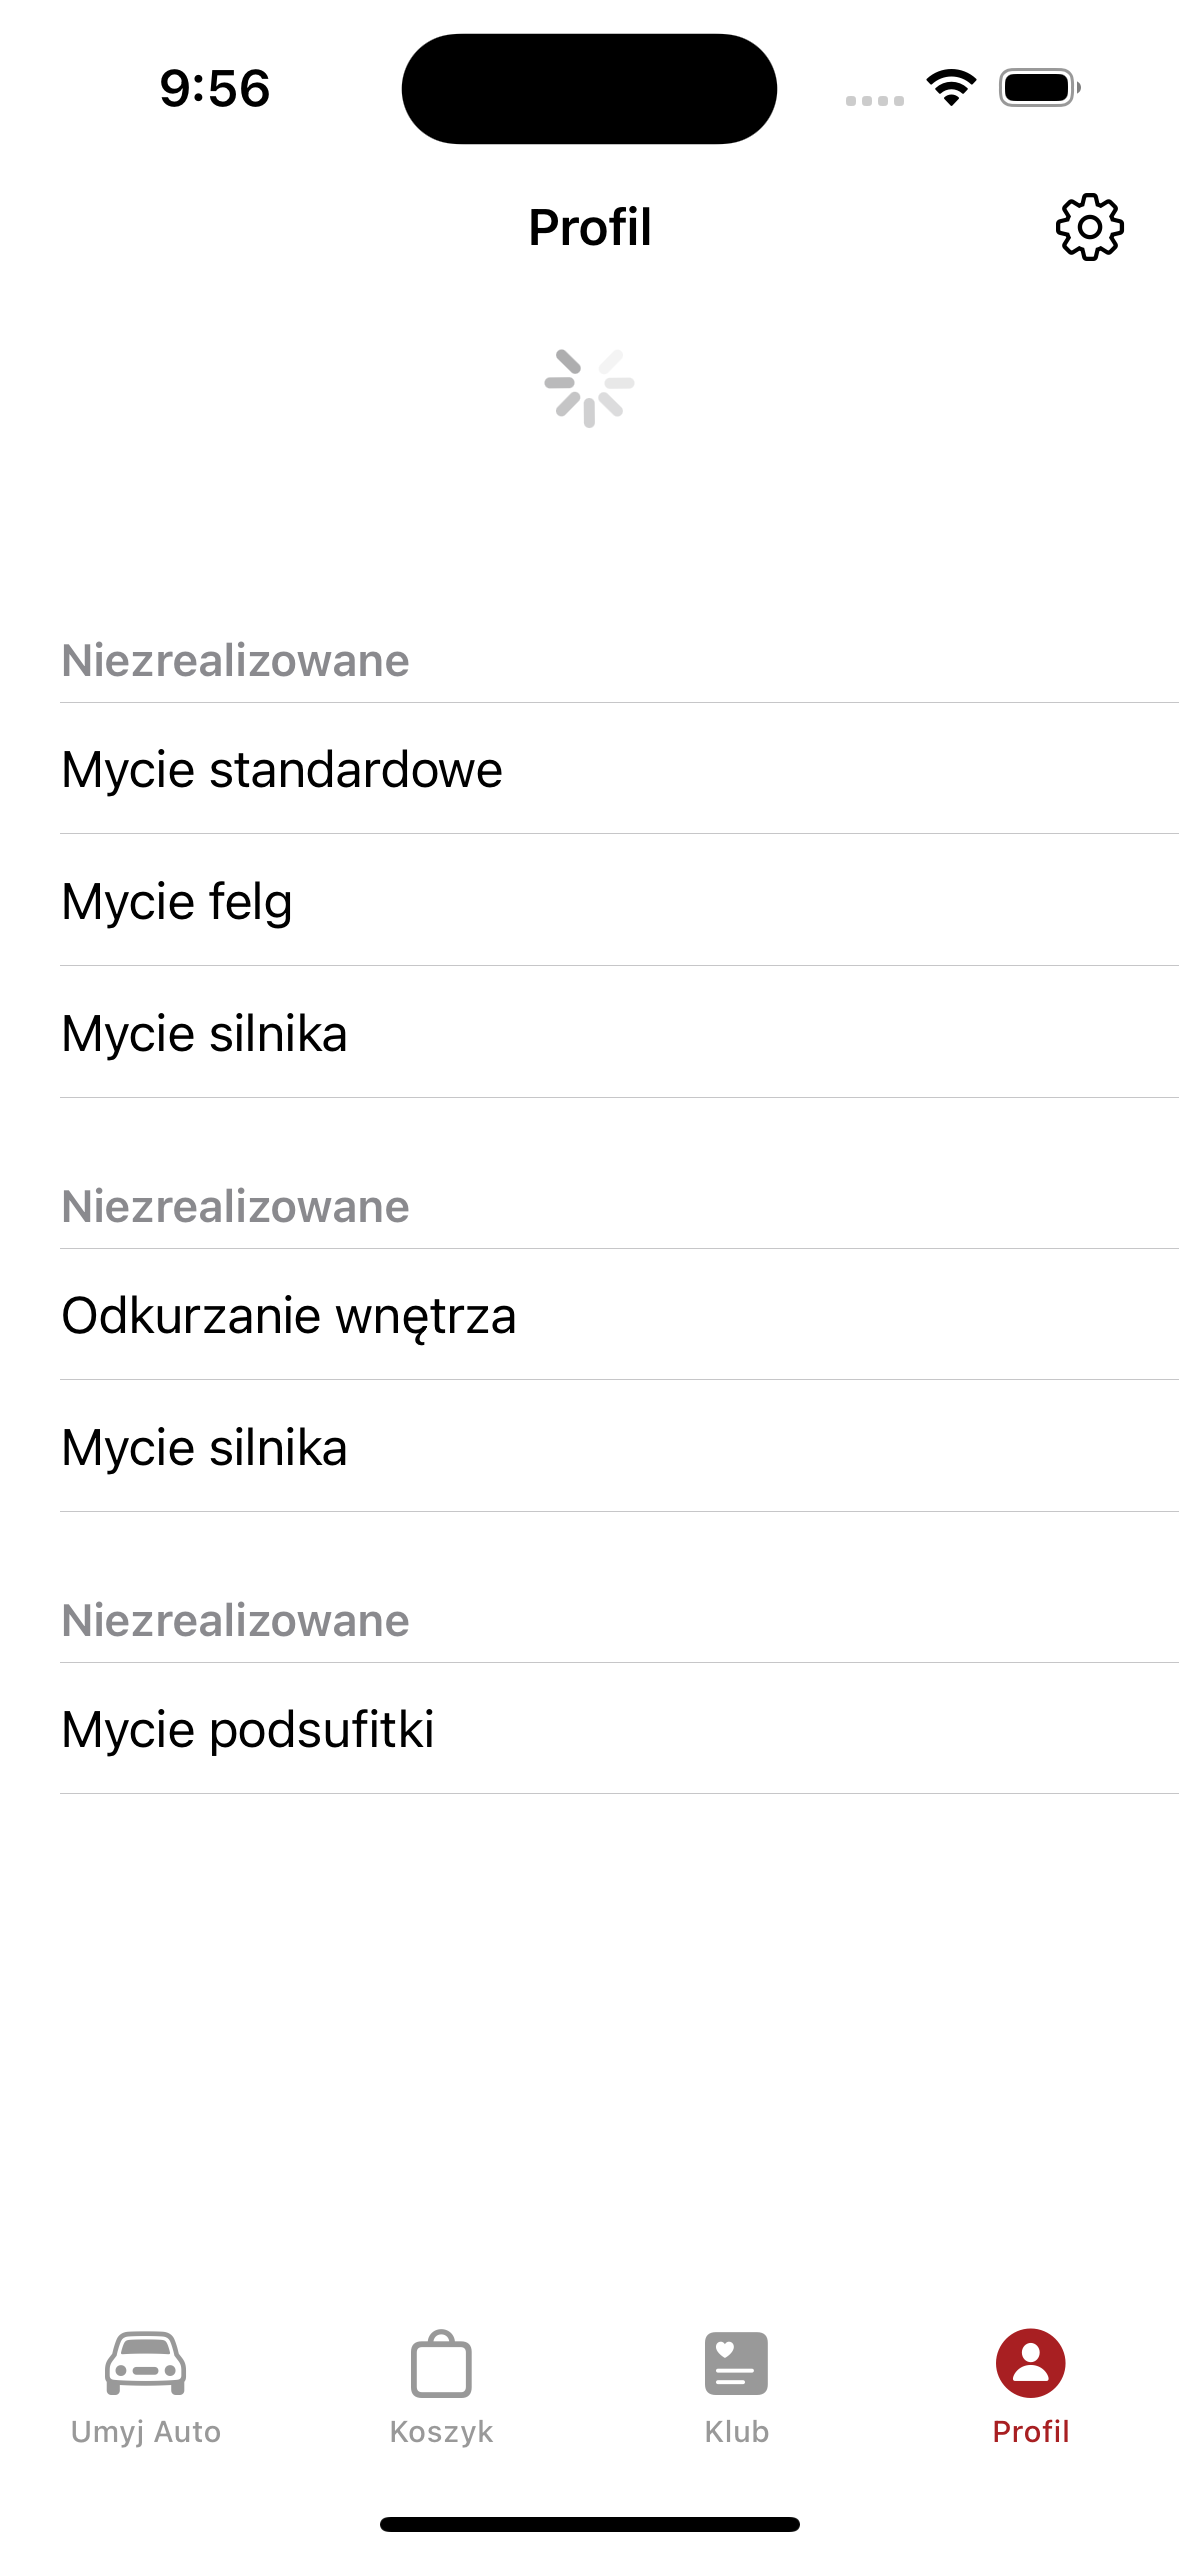 9:56
Profil
Niezrealizowane
Mycie standardowe
Mycie felg
Mycie silnika
Niezrealizowane
Odkurzanie wnętrza
Mycie silnika
Niezrealizowane
Mycie podsufitki
Umyj Auto
Koszyk
Klub
Profil